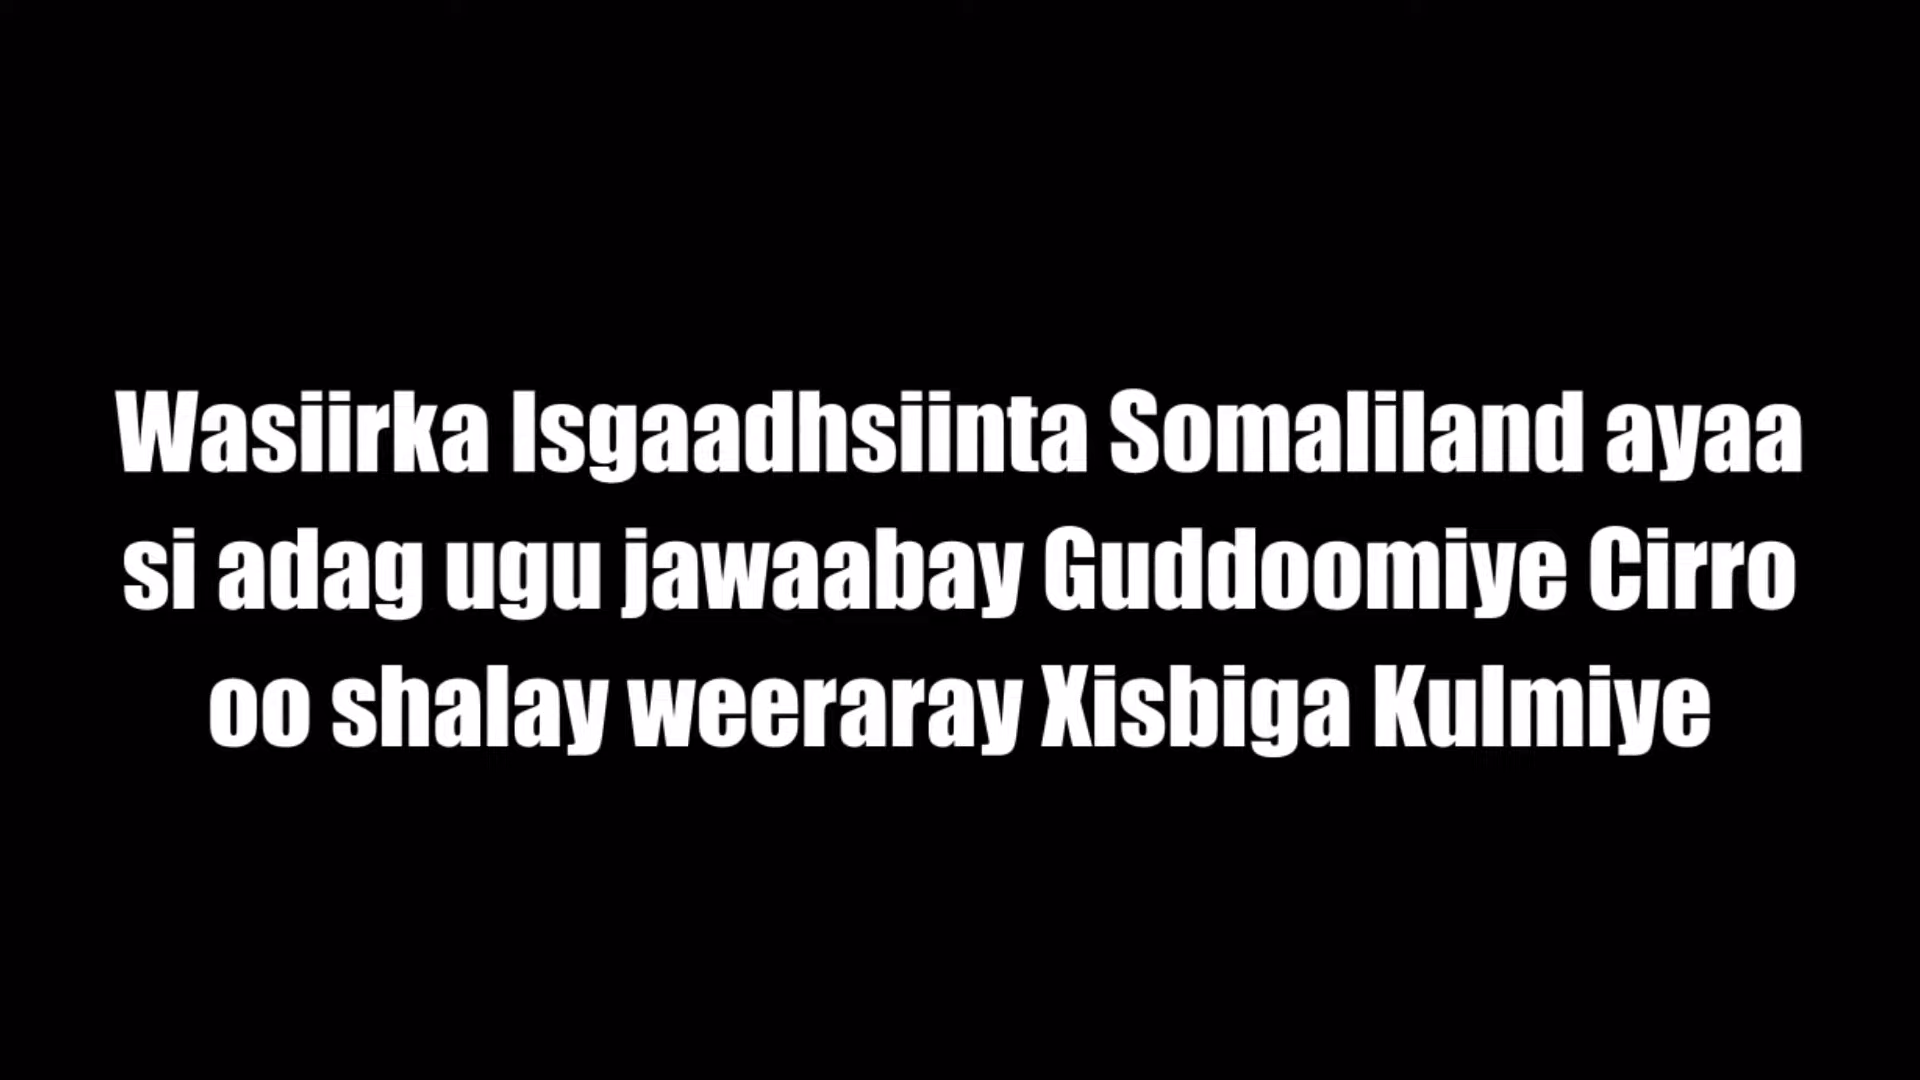 Wasiirka Isgaadhsiinta Somaliland ayaa
si adag ugu jawaabay Guddoomiye Cirro
oo shalay weeraray Xisbiga Kulmiye